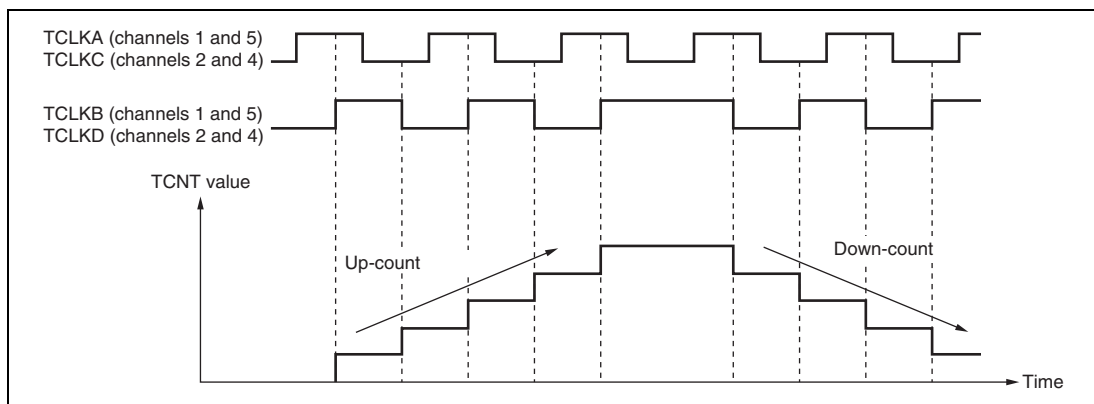 TCLKA (channels 1 and 5)
TCLKC (channels 2 and 4)
TCLKB (channels 1 and 5)
TCLKD (channels 2 and 4)
TCNT value
Up-count
Down-count
Time